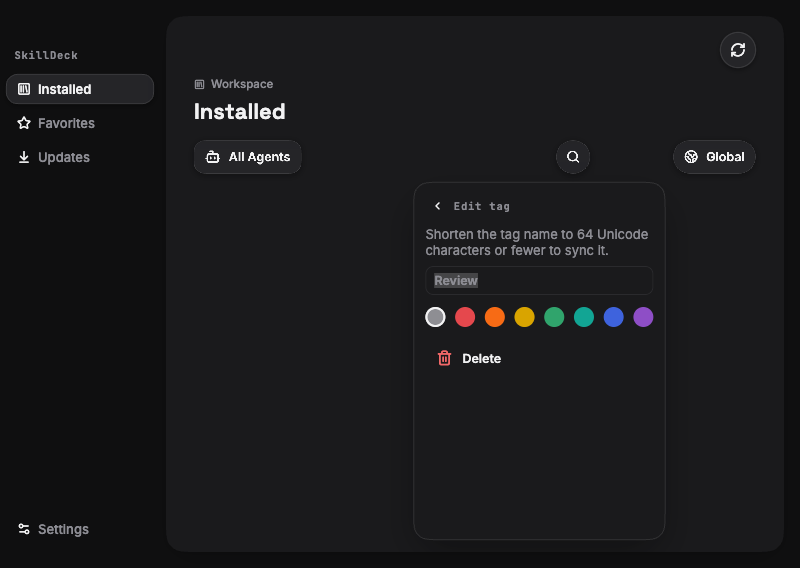 SkillDeck
Installed
Favorites
Updates
Settings
Workspace
Installed
All Agents
Global
Edit tag
Shorten the tag name to 64 Unicode
characters or fewer to sync it.
Review
Delete